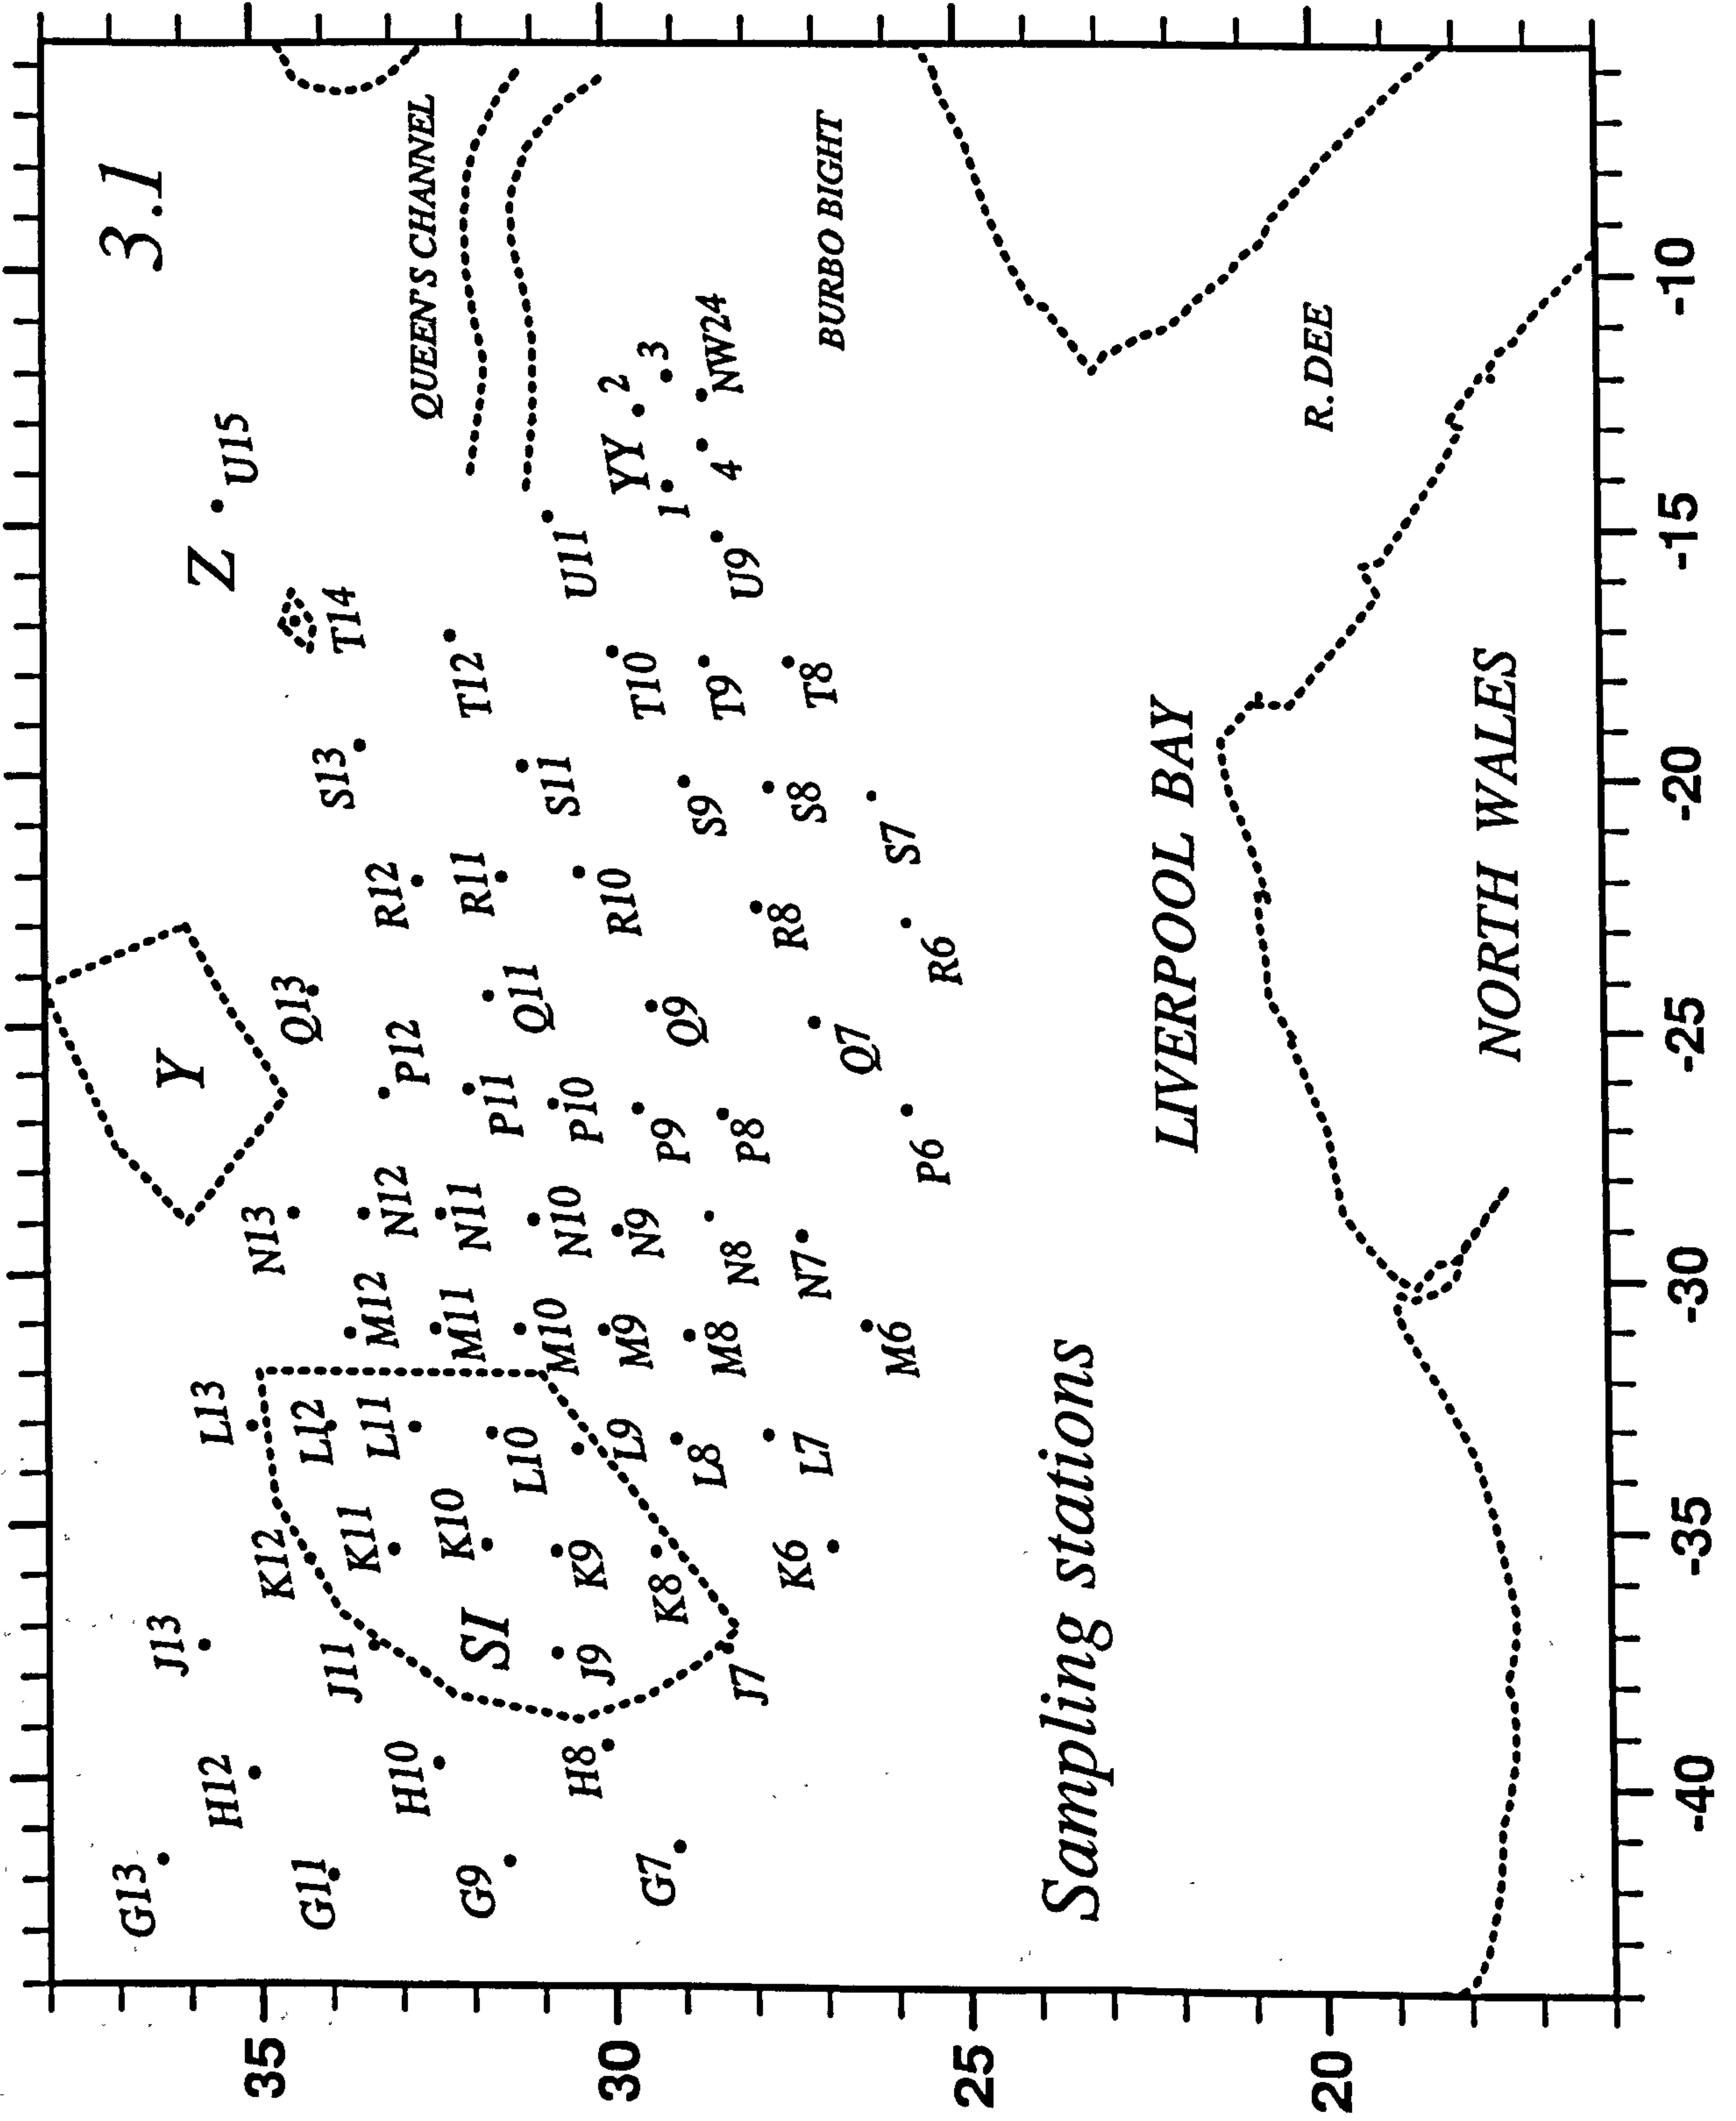 3.1
G13
G11
G9
G7
H12
H10
H8
J13
J11
J9
J7
SI
K12
K11
K10
K9
K8
K6
L13
L12
L11
L10
L9
L8
L7
M12
M11
M10
M9
M8
M6
N13
N12
N11
N10
N9
N8
N7
Y
P12
P11
P10
P9
P8
P6
Q13
Q11
Q9
Q7
R12
R11
R10
R8
R6
S13
S11
S9
S8
S7
T14
T12
T10
T9
T8
Z
U15
U11
U9
YY
1
2
3
4
NW24
QUEEN'S CHANNEL
BURBO BIGHT
R. DEE
LIVERPOOL BAY
NORTH WALES
Sampling stations
35
30
25
20
-40
-35
-30
-25
-20
-15
-10